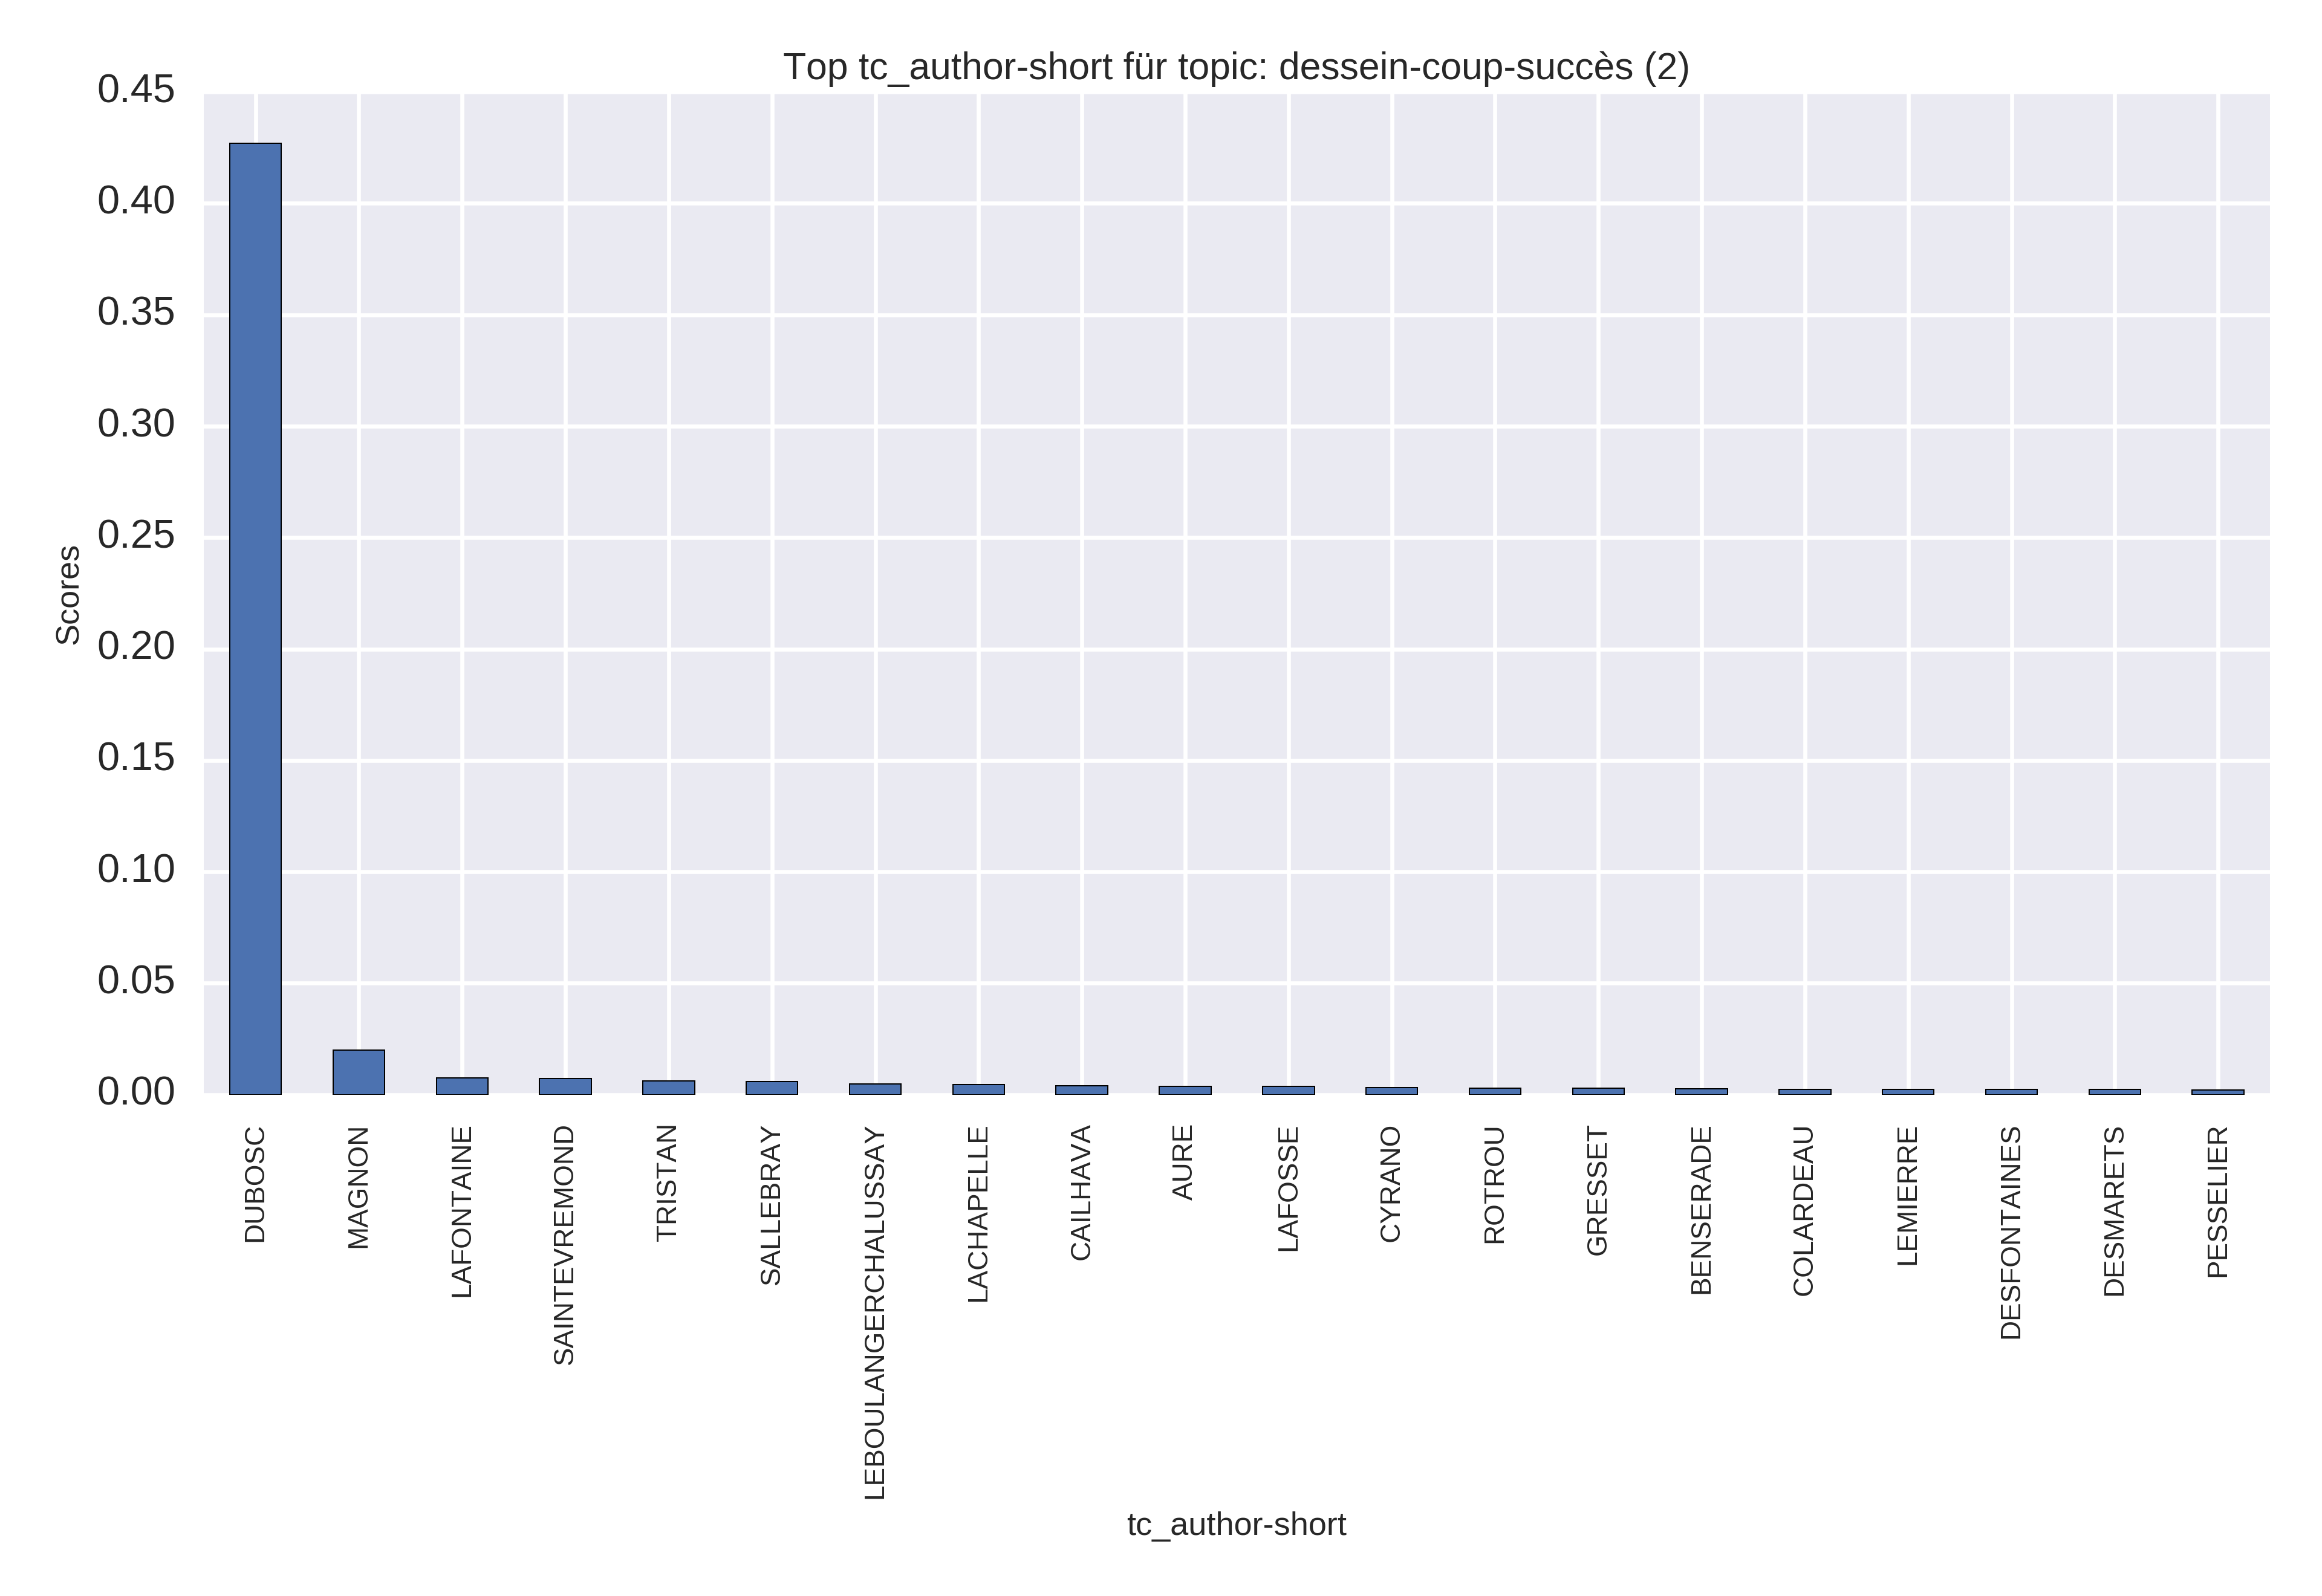 Top tc_author-short für topic: dessein-coup-succès (2)
0.45
0.40
0.35
0.30
0.25
0.20
0.15
0.10
0.05
0.00
Scores
DUBOSC
MAGNON
LAFONTAINE
SAINTEVREMOND
TRISTAN
SALLEBRAY
LEBOULANGERCHALUSSAY
LACHAPELLE
CAILHAVA
AURE
LAFOSSE
CYRANO
ROTROU
GRESSET
BENSERADE
COLARDEAU
LEMIERRE
DESFONTAINES
DESMARETS
PESSELIER
tc_author-short